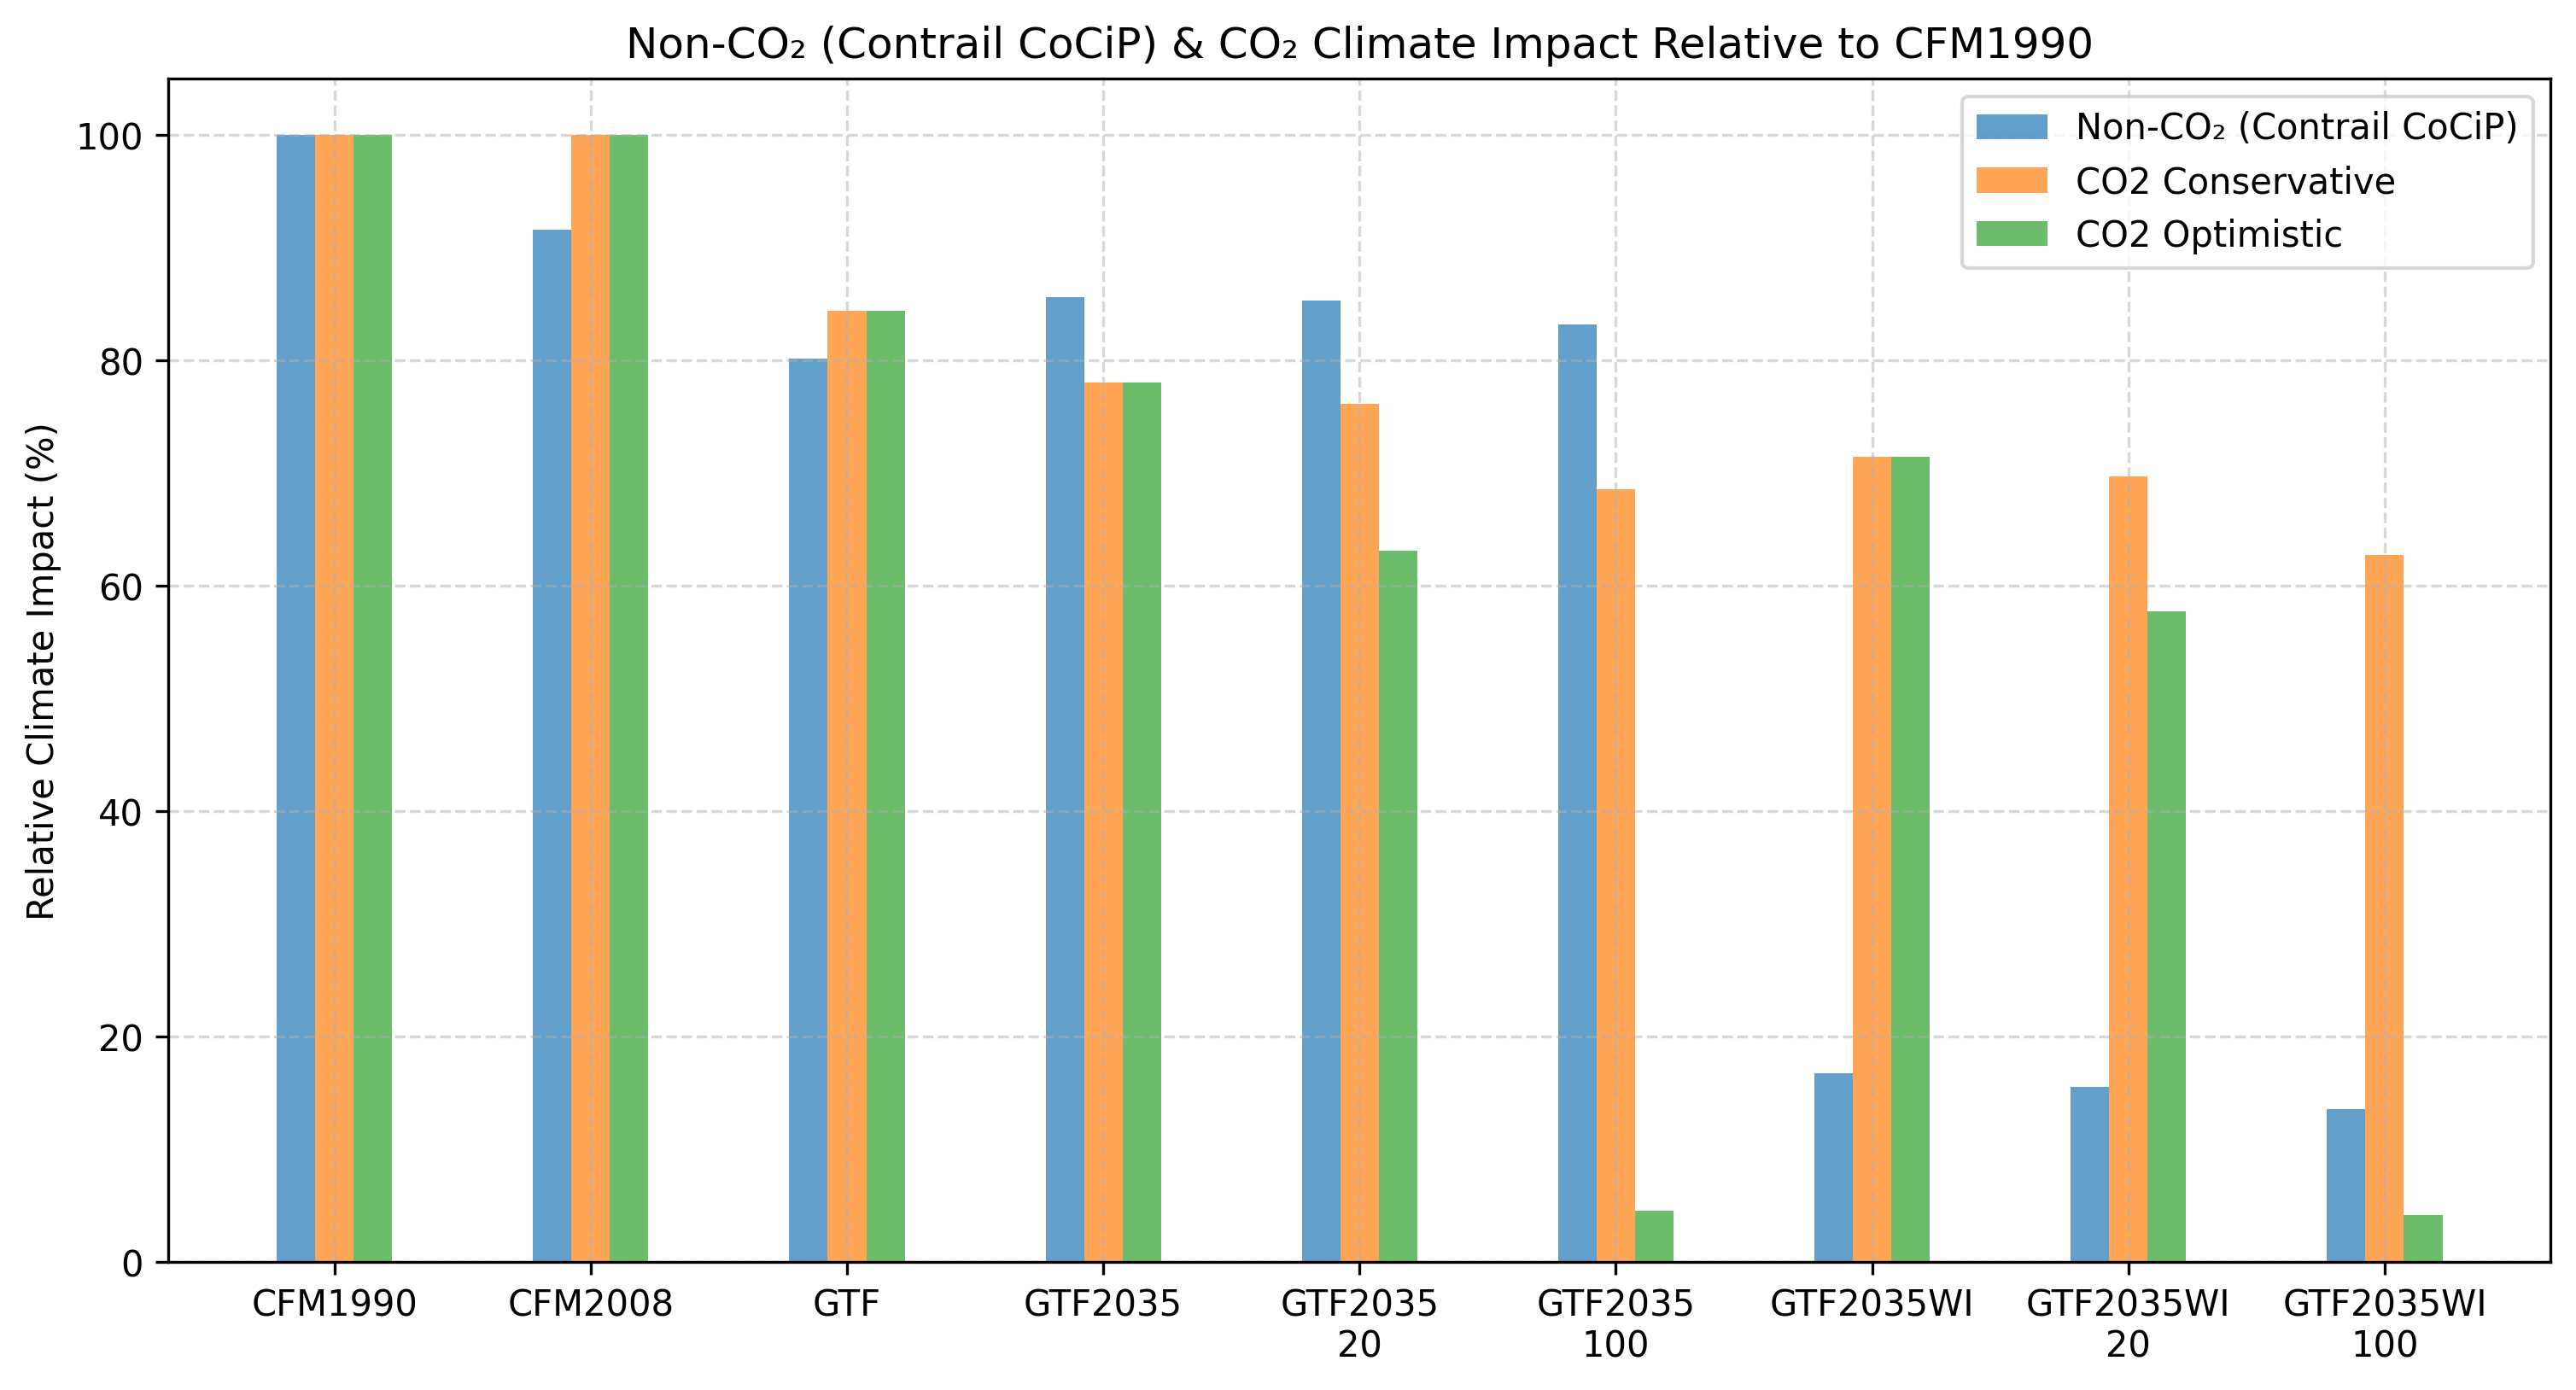 Non-CO₂ (Contrail CoCiP) & CO₂ Climate Impact Relative to CFM1990
Non-CO₂ (Contrail CoCiP)
CO2 Conservative
CO2 Optimistic
Relative Climate Impact (%)
100
80
60
40
20
0
CFM1990
CFM2008
GTF
GTF2035
GTF2035
20
GTF2035
100
GTF2035WI
GTF2035WI
20
GTF2035WI
100